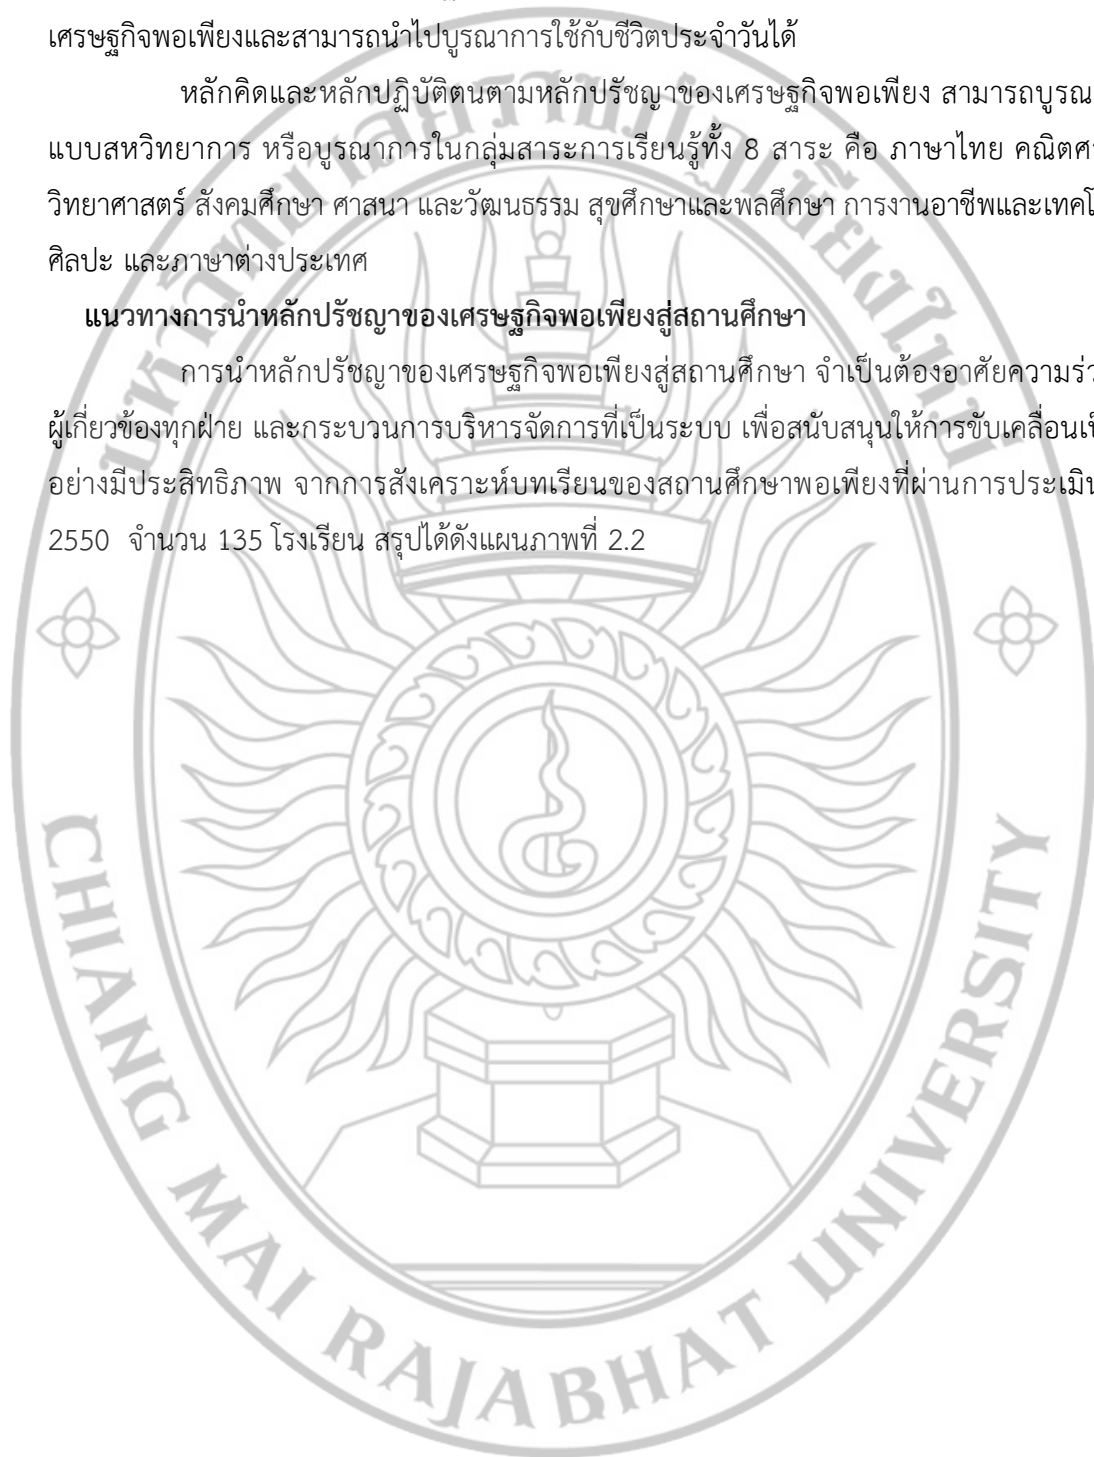 เศรษฐกิจพอเพียงและสามารถนำไปบูรณาการใช้กับชีวิตประจำวันได้
หลักคิดและหลักปฏิบัติตนตามหลักปรัชญาของเศรษฐกิจพอเพียง สามารถบูรณ
แบบสหวิทยาการ หรือบูรณาการในกลุ่มสาระการเรียนรู้ทั้ง 8 สาระ คือ ภาษาไทย คณิตศ
วิทยาศาสตร์ สังคมศึกษา ศาสนา และวัฒนธรรม สุขศึกษาและพลศึกษา การงานอาชีพและเทคโ
ศิลปะ และภาษาต่างประเทศ
แนวทางการนำหลักปรัชญาของเศรษฐกิจพอเพียงสู่สถานศึกษา
การนำหลักปรัชญาของเศรษฐกิจพอเพียงสู่สถานศึกษา จำเป็นต้องอาศัยความร่ว
ผู้เกี่ยวข้องทุกฝ่าย และกระบวนการบริหารจัดการที่เป็นระบบ เพื่อสนับสนุนให้การขับเคลื่อนเป็
อย่างมีประสิทธิภาพ จากการสังเคราะห์บทเรียนของสถานศึกษาพอเพียงที่ผ่านการประเมิน
2550 จำนวน 135 โรงเรียน สรุปได้ดังแผนภาพที่ 2.2
มหาวิทยาลัยราชภัฏเชียงใหม่
CHIANG MAI RAJABHAT UNIVERSITY